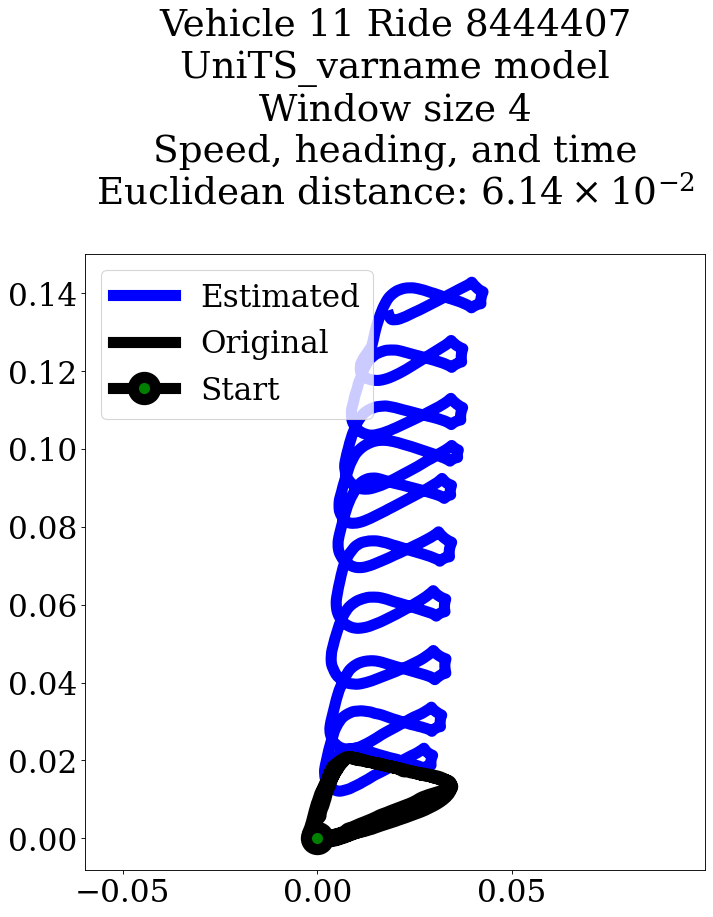 Vehicle 11 Ride 8444407
UniTS_varname model
Window size 4
Speed, heading, and time
Euclidean distance: 6.14 × 10⁻²
Estimated
Original
Start
0.14
0.12
0.10
0.08
0.06
0.04
0.02
0.00
−0.05
0.00
0.05